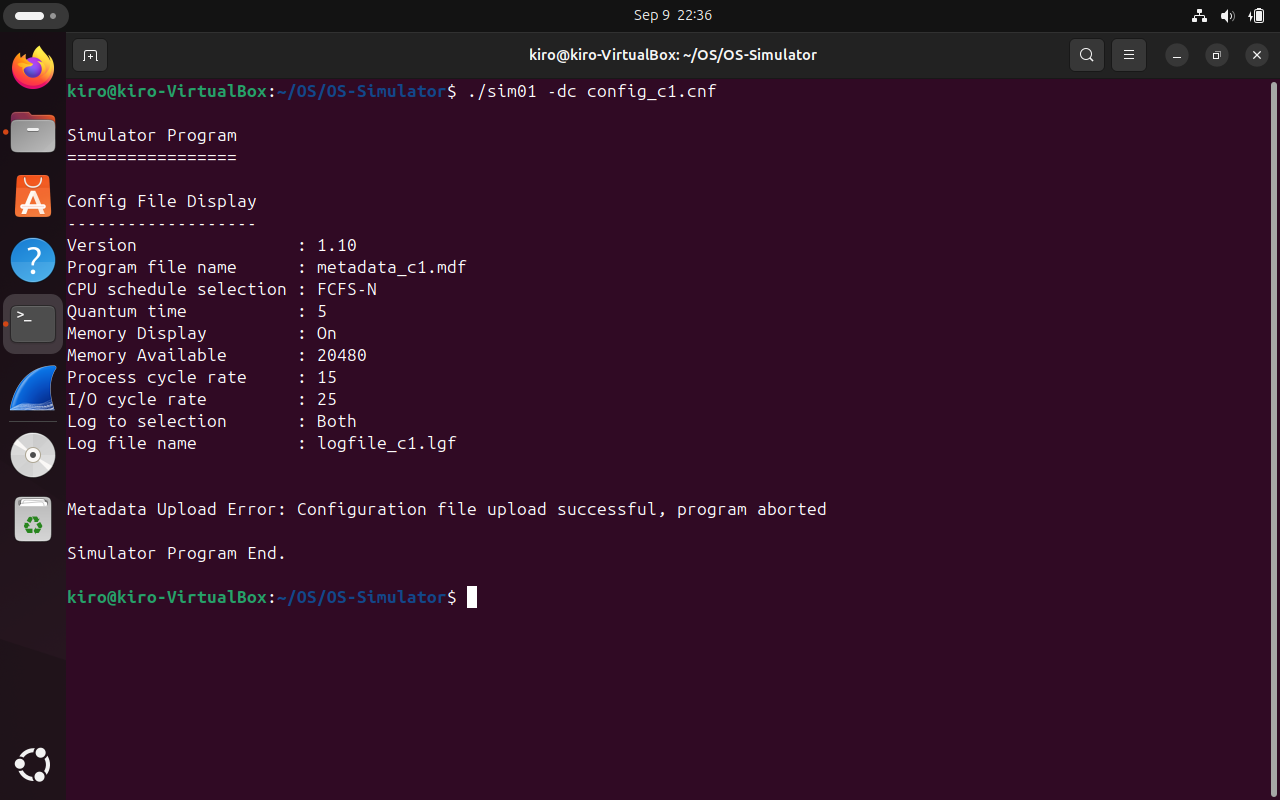 Sep 9 22:36
kiro@kiro-VirtualBox: ~/OS/OS-Simulator
kiro@kiro-VirtualBox:~/OS/OS-Simulator$ ./sim01 -dc config_c1.cnf
Simulator Program
=================
Config File Display
-------------------
Version                : 1.10
Program file name      : metadata_c1.mdf
CPU schedule selection : FCFS-N
Quantum time           : 5
Memory Display         : On
Memory Available       : 20480
Process cycle rate     : 15
I/O cycle rate         : 25
Log to selection       : Both
Log file name          : logfile_c1.lgf
Metadata Upload Error: Configuration file upload successful, program aborted
Simulator Program End.
kiro@kiro-VirtualBox:~/OS/OS-Simulator$